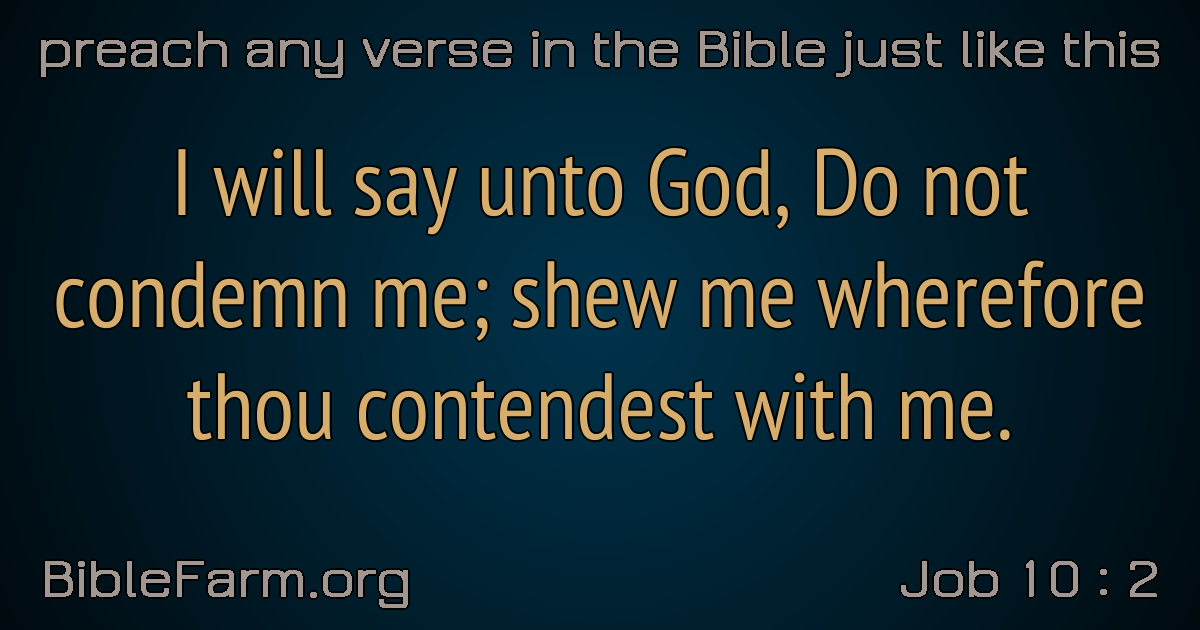 preach any verse in the Bible just like this
I will say unto God, Do not
condemn me; shew me wherefore
thou contendest with me.
BibleFarm.org
Job 10 : 2